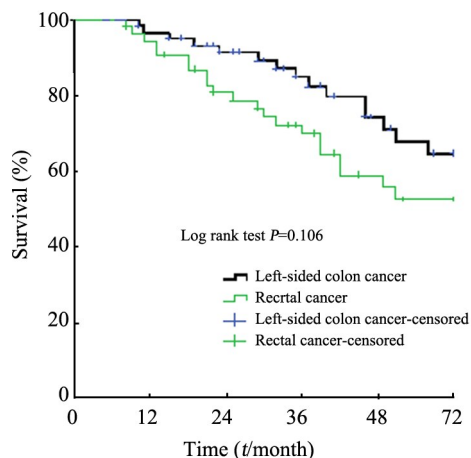 100
80
60
40
20
0
Survival (%)
Log rank test P=0.106
Left-sided colon cancer
Recrtal cancer
Left-sided colon cancer-censored
Rectal cancer-censored
0 12 24 36 48 72
Time (t/month)